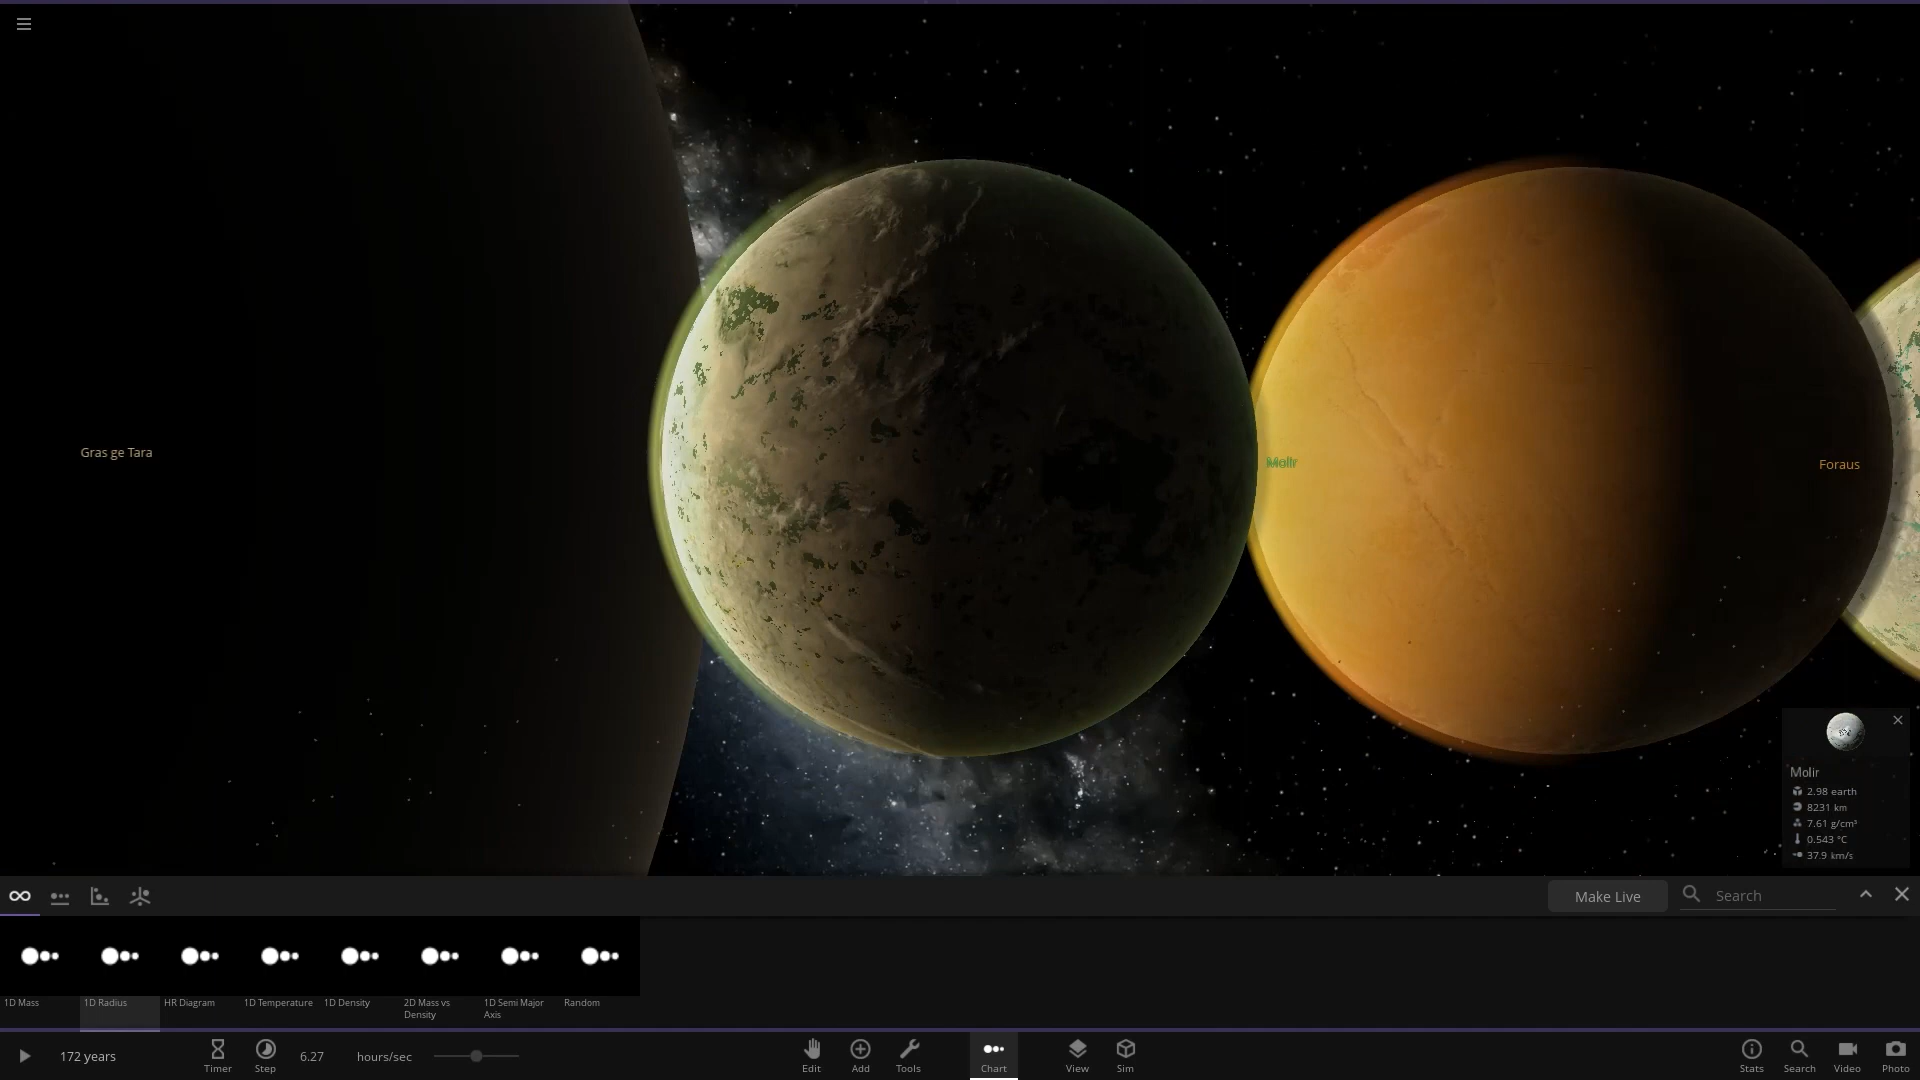 Gras ge Tara
Molir
Foraus
Molir
2.98 earth
8231 km
7.61 g/cm³
0.543 °C
37.9 km/s
Make Live
Search
1D Mass
1D Radius
HR Diagram
1D Temperature
1D Density
2D Mass vs
Density
1D Semi Major
Axis
Random
172 years
Timer
Step
6.27
hours/sec
Edit
Add
Tools
Chart
View
Sim
Stats
Search
Video
Photo